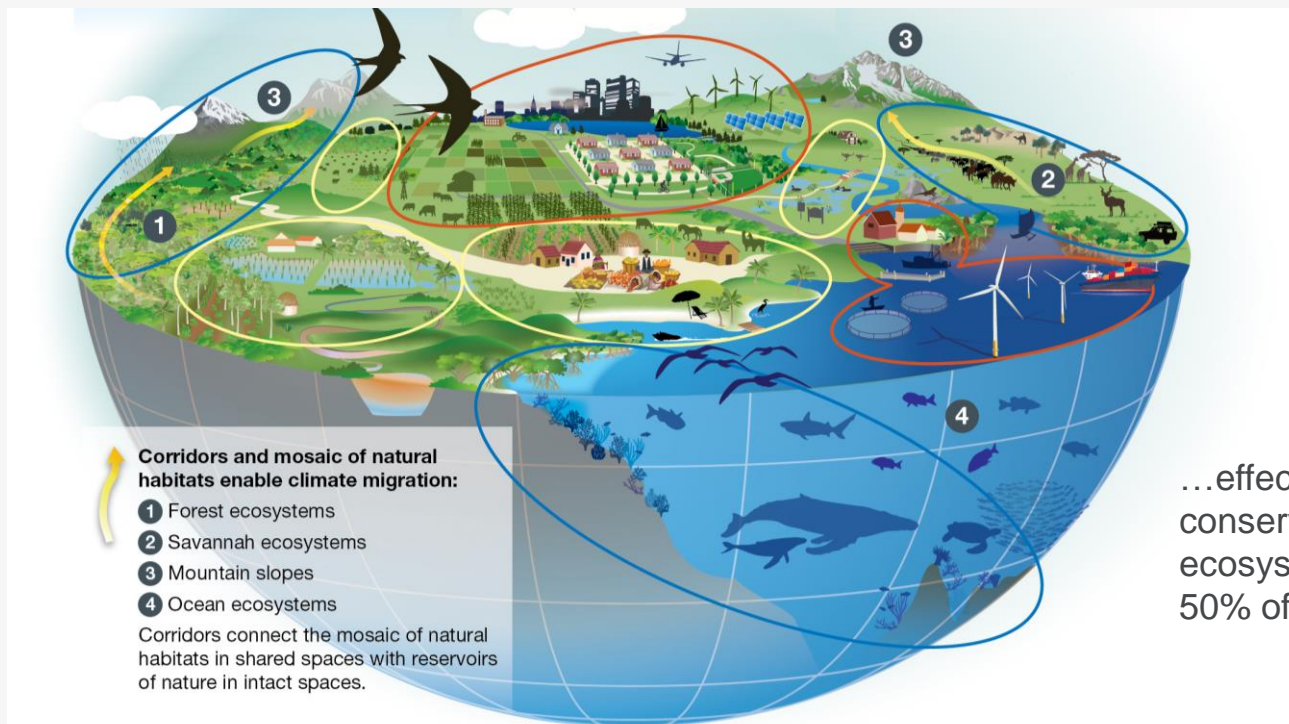 3
3
2
1
4
Corridors and mosaic of natural
habitats enable climate migration:
1 Forest ecosystems
2 Savannah ecosystems
3 Mountain slopes
4 Ocean ecosystems
Corridors connect the mosaic of natural
habitats in shared spaces with reservoirs
of nature in intact spaces.
…effec
conser
ecosys
50% of